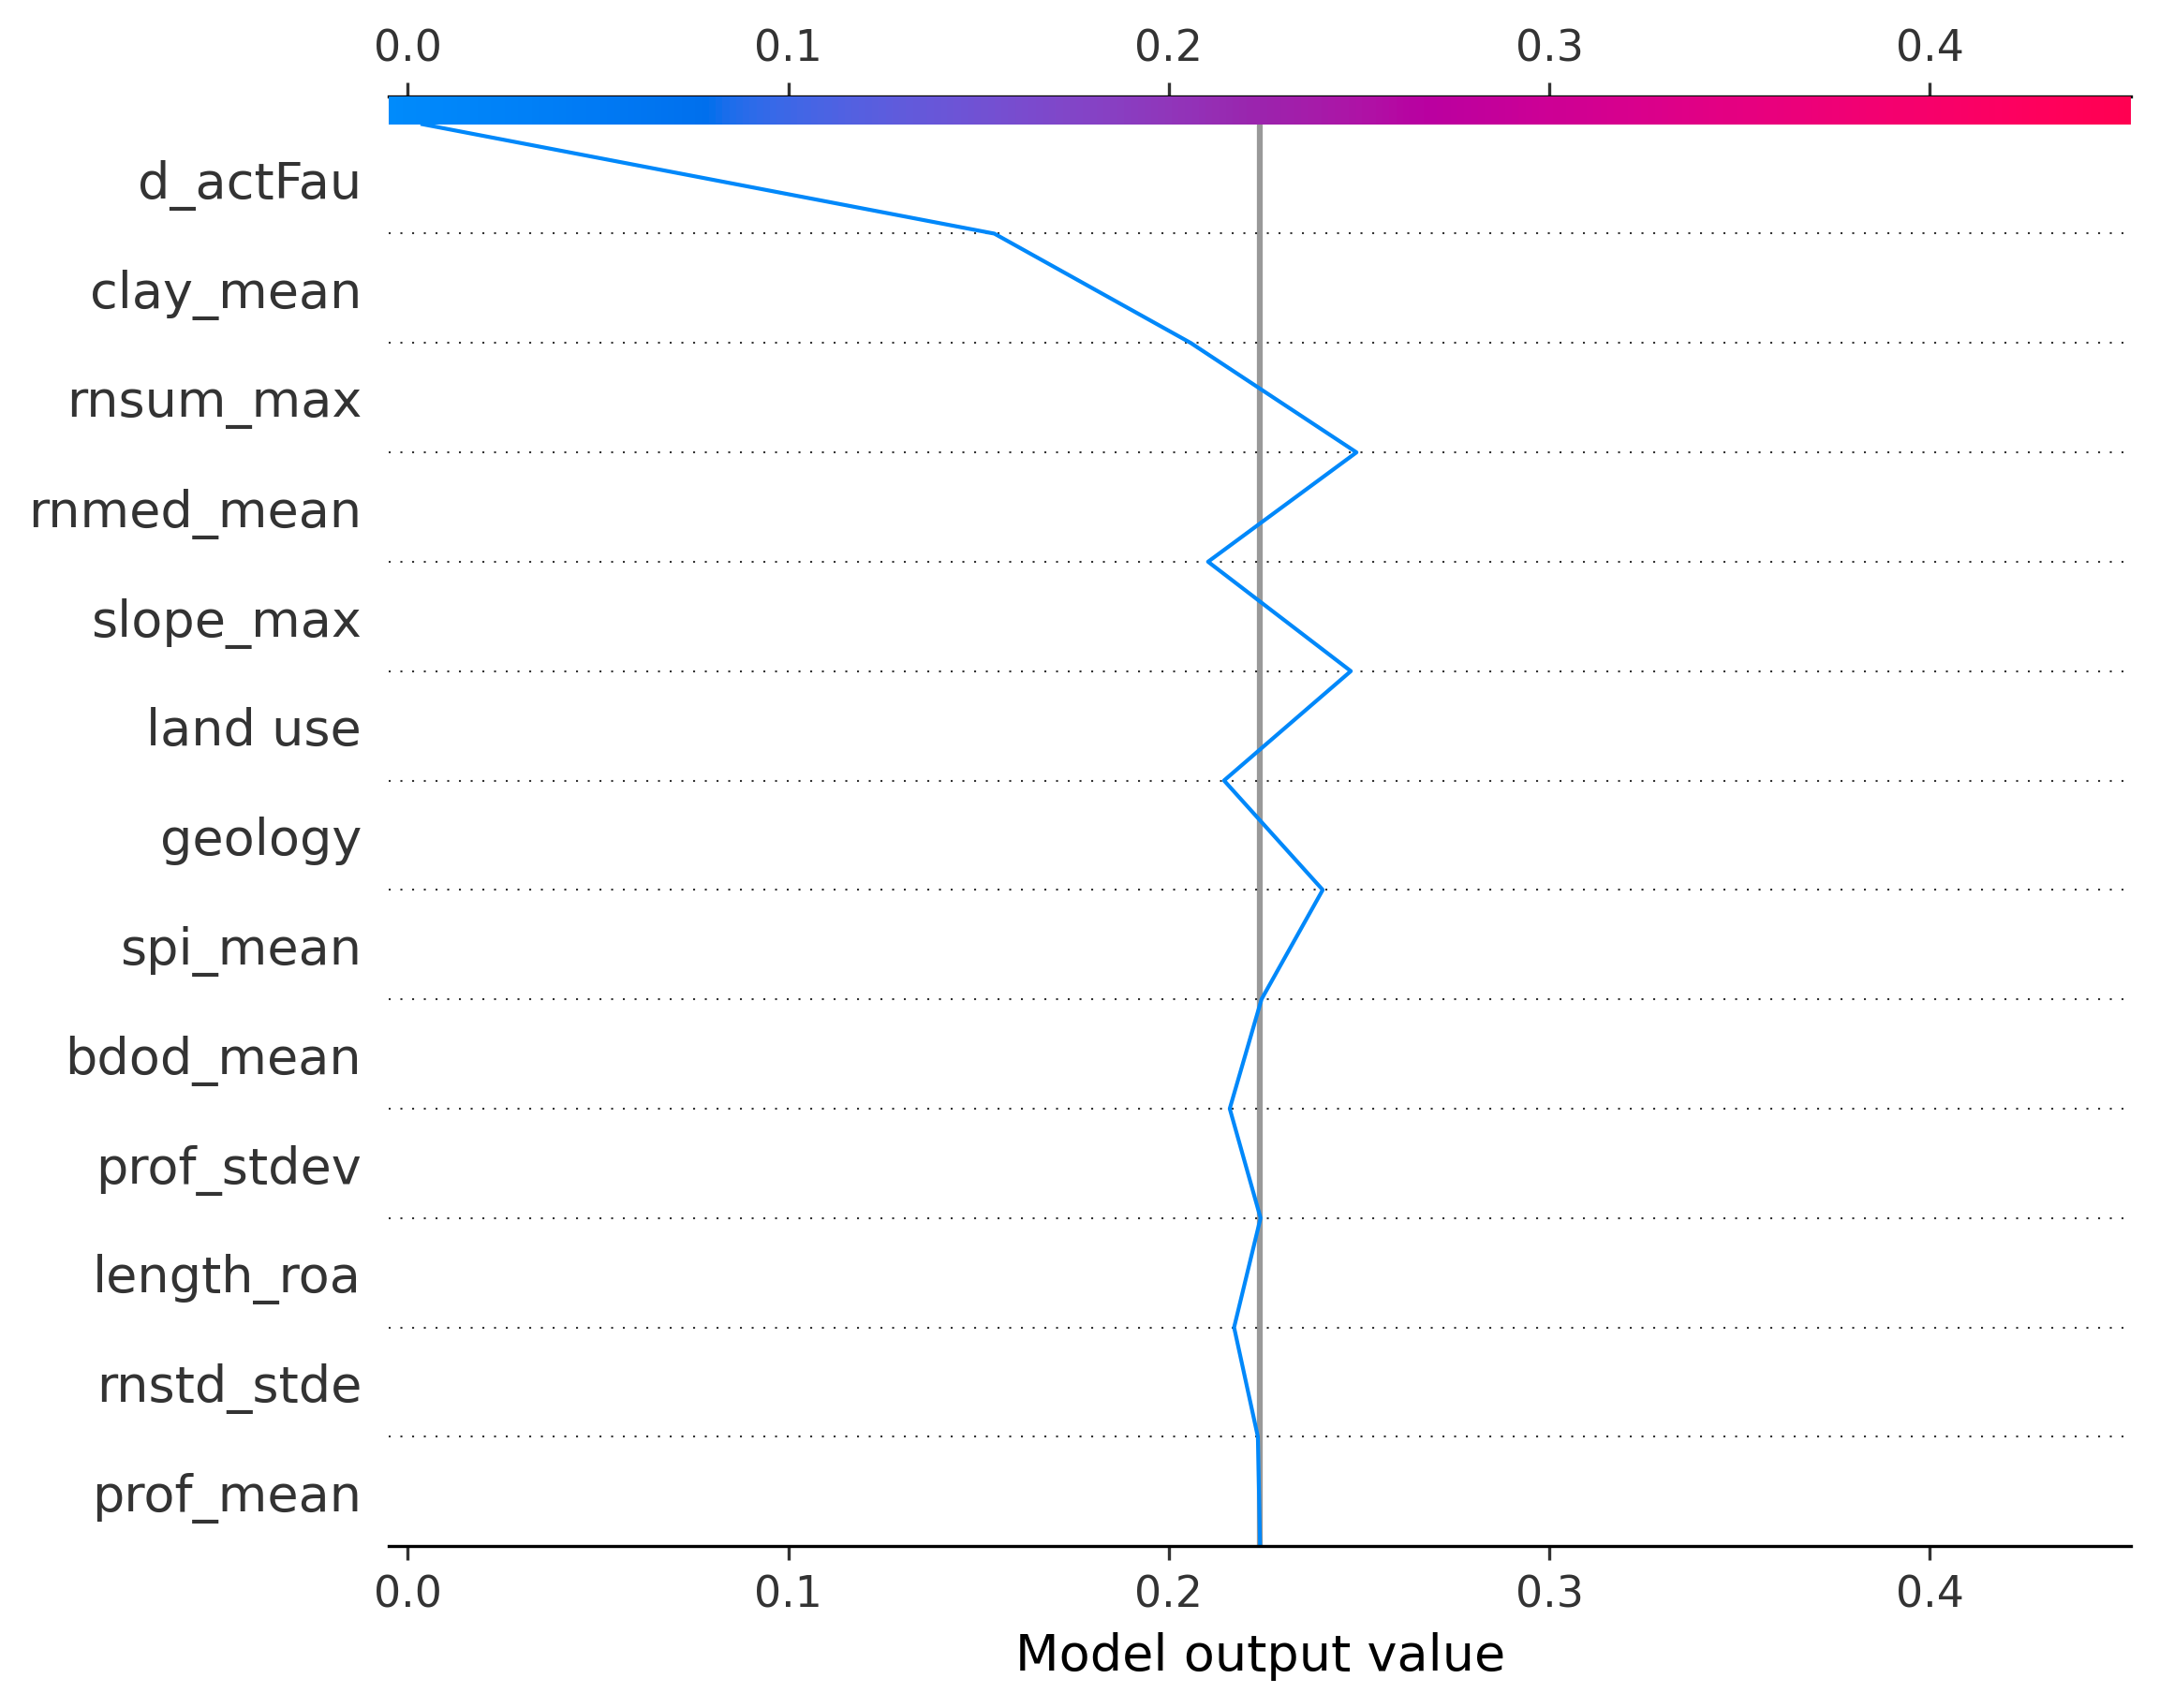 0.0 0.1 0.2 0.3 0.4
d_actFau
clay_mean
rnsum_max
rnmed_mean
slope_max
land use
geology
spi_mean
bdod_mean
prof_stdev
length_roa
rnstd_stde
prof_mean
0.0 0.1 0.2 0.3 0.4
Model output value